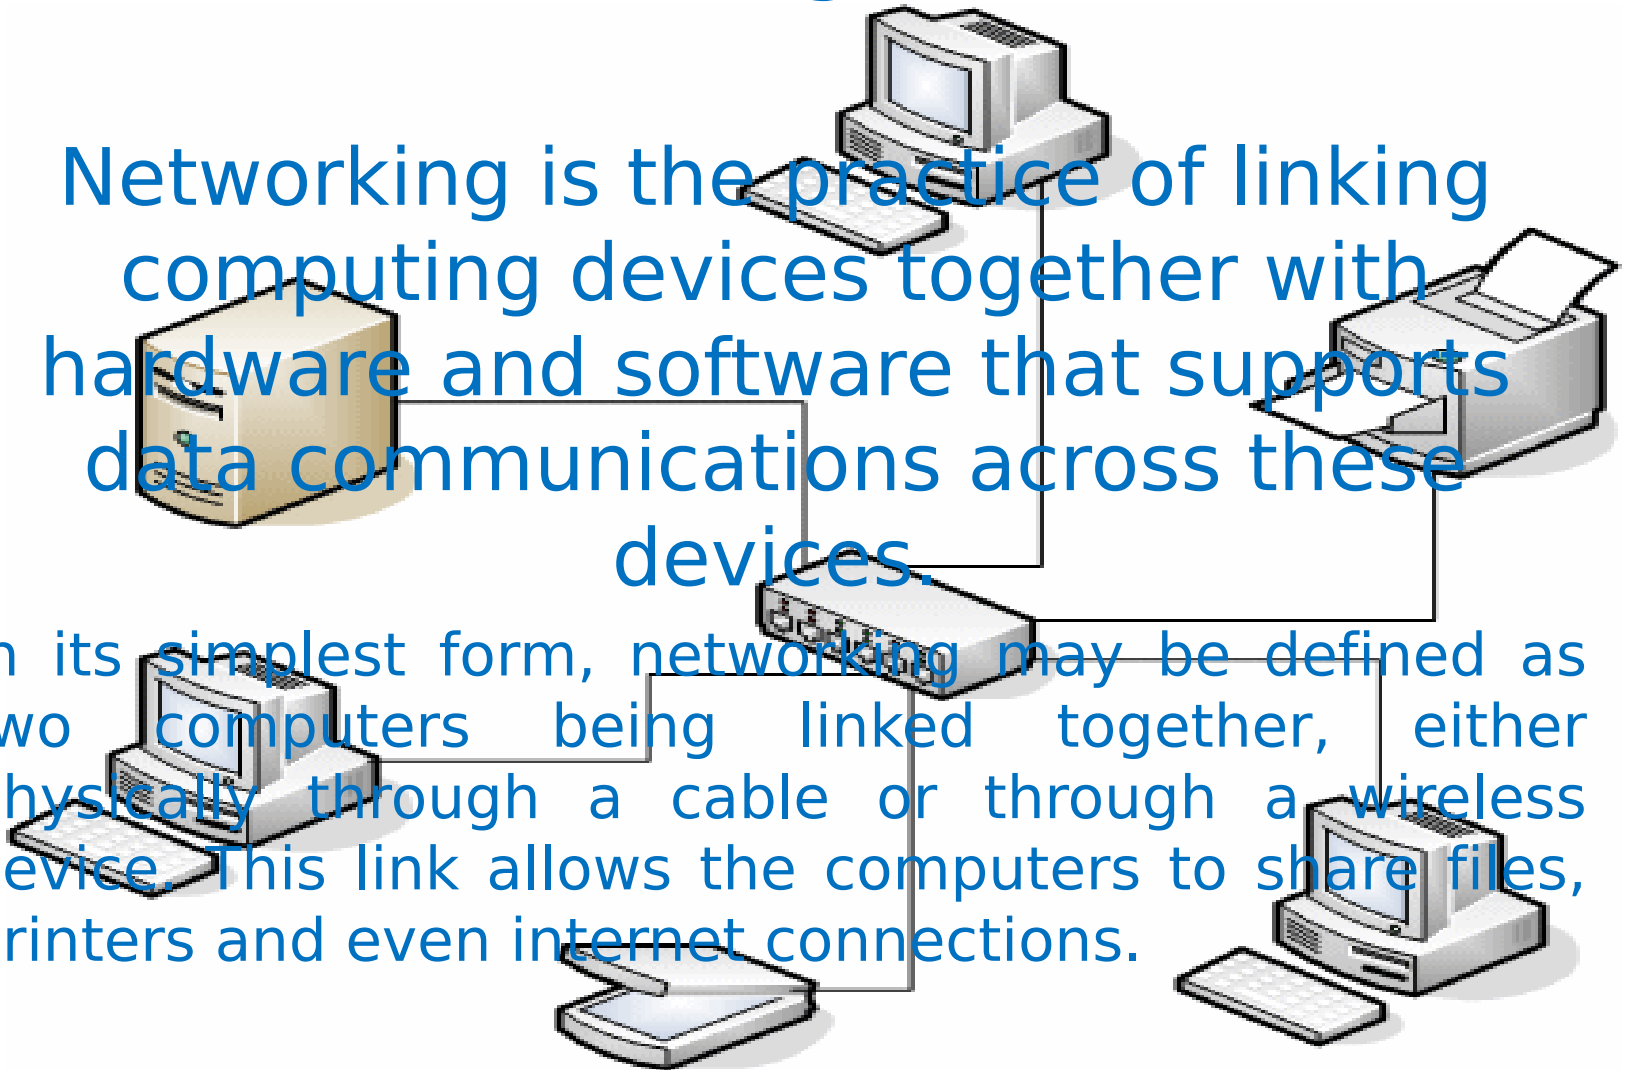 Networking is the practice of linking
computing devices together with
hardware and software that supports
data communications across these
devices.
n its simplest form, networking may be defined as
wo computers being linked together, either
hysically through a cable or through a wireless
evice. This link allows the computers to share files,
rinters and even internet connections.